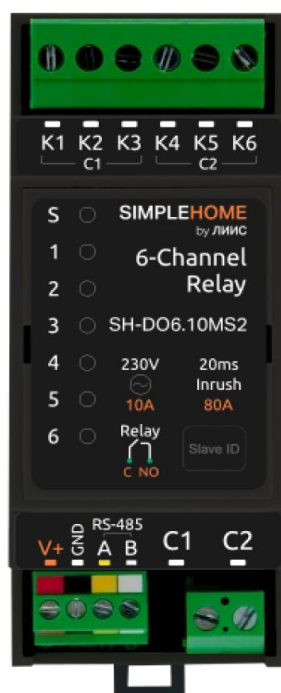 K1 K2 K3 K4 K5 K6
C1 C2
S
1
2
3
4
5
6
SIMPLEHOME
by ЛИИС
6-Channel
Relay
SH-DO6.10MS2
230V 20ms
Inrush
10A 80A
Relay
C NO
Slave ID
RS-485
V+ GND A B C1 C2